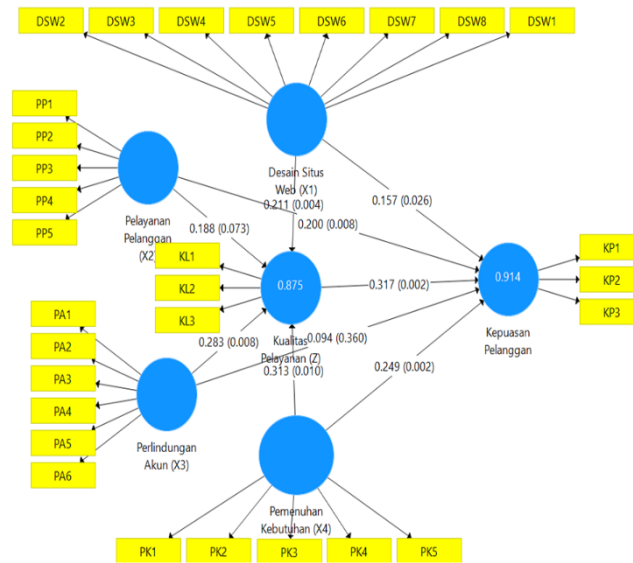 DSW2 DSW3 DSW4 DSW5 DSW6 DSW7 DSW8 DSW1
PP1
PP2
PP3
PP4
PP5
Desain Situs
Web (X1)
0.211 (0.004)
0.157 (0.026)
0.200 (0.008)
Pelayanan
Pelanggan
(X2)
0.188 (0.073)
KL1
KL2
KL3
0.875
0.317 (0.002)
0.914
KP1
KP2
KP3
Kualitas
Pelayanan (Z)
Kepuasan
Pelanggan
PA1
PA2
PA3
PA4
PA5
PA6
0.283 (0.008)
0.094 (0.360)
0.313 (0.010)
0.249 (0.002)
Perlindungan
Akun (X3)
Pemenuhan
Kebutuhan (X4)
PK1 PK2 PK3 PK4 PK5